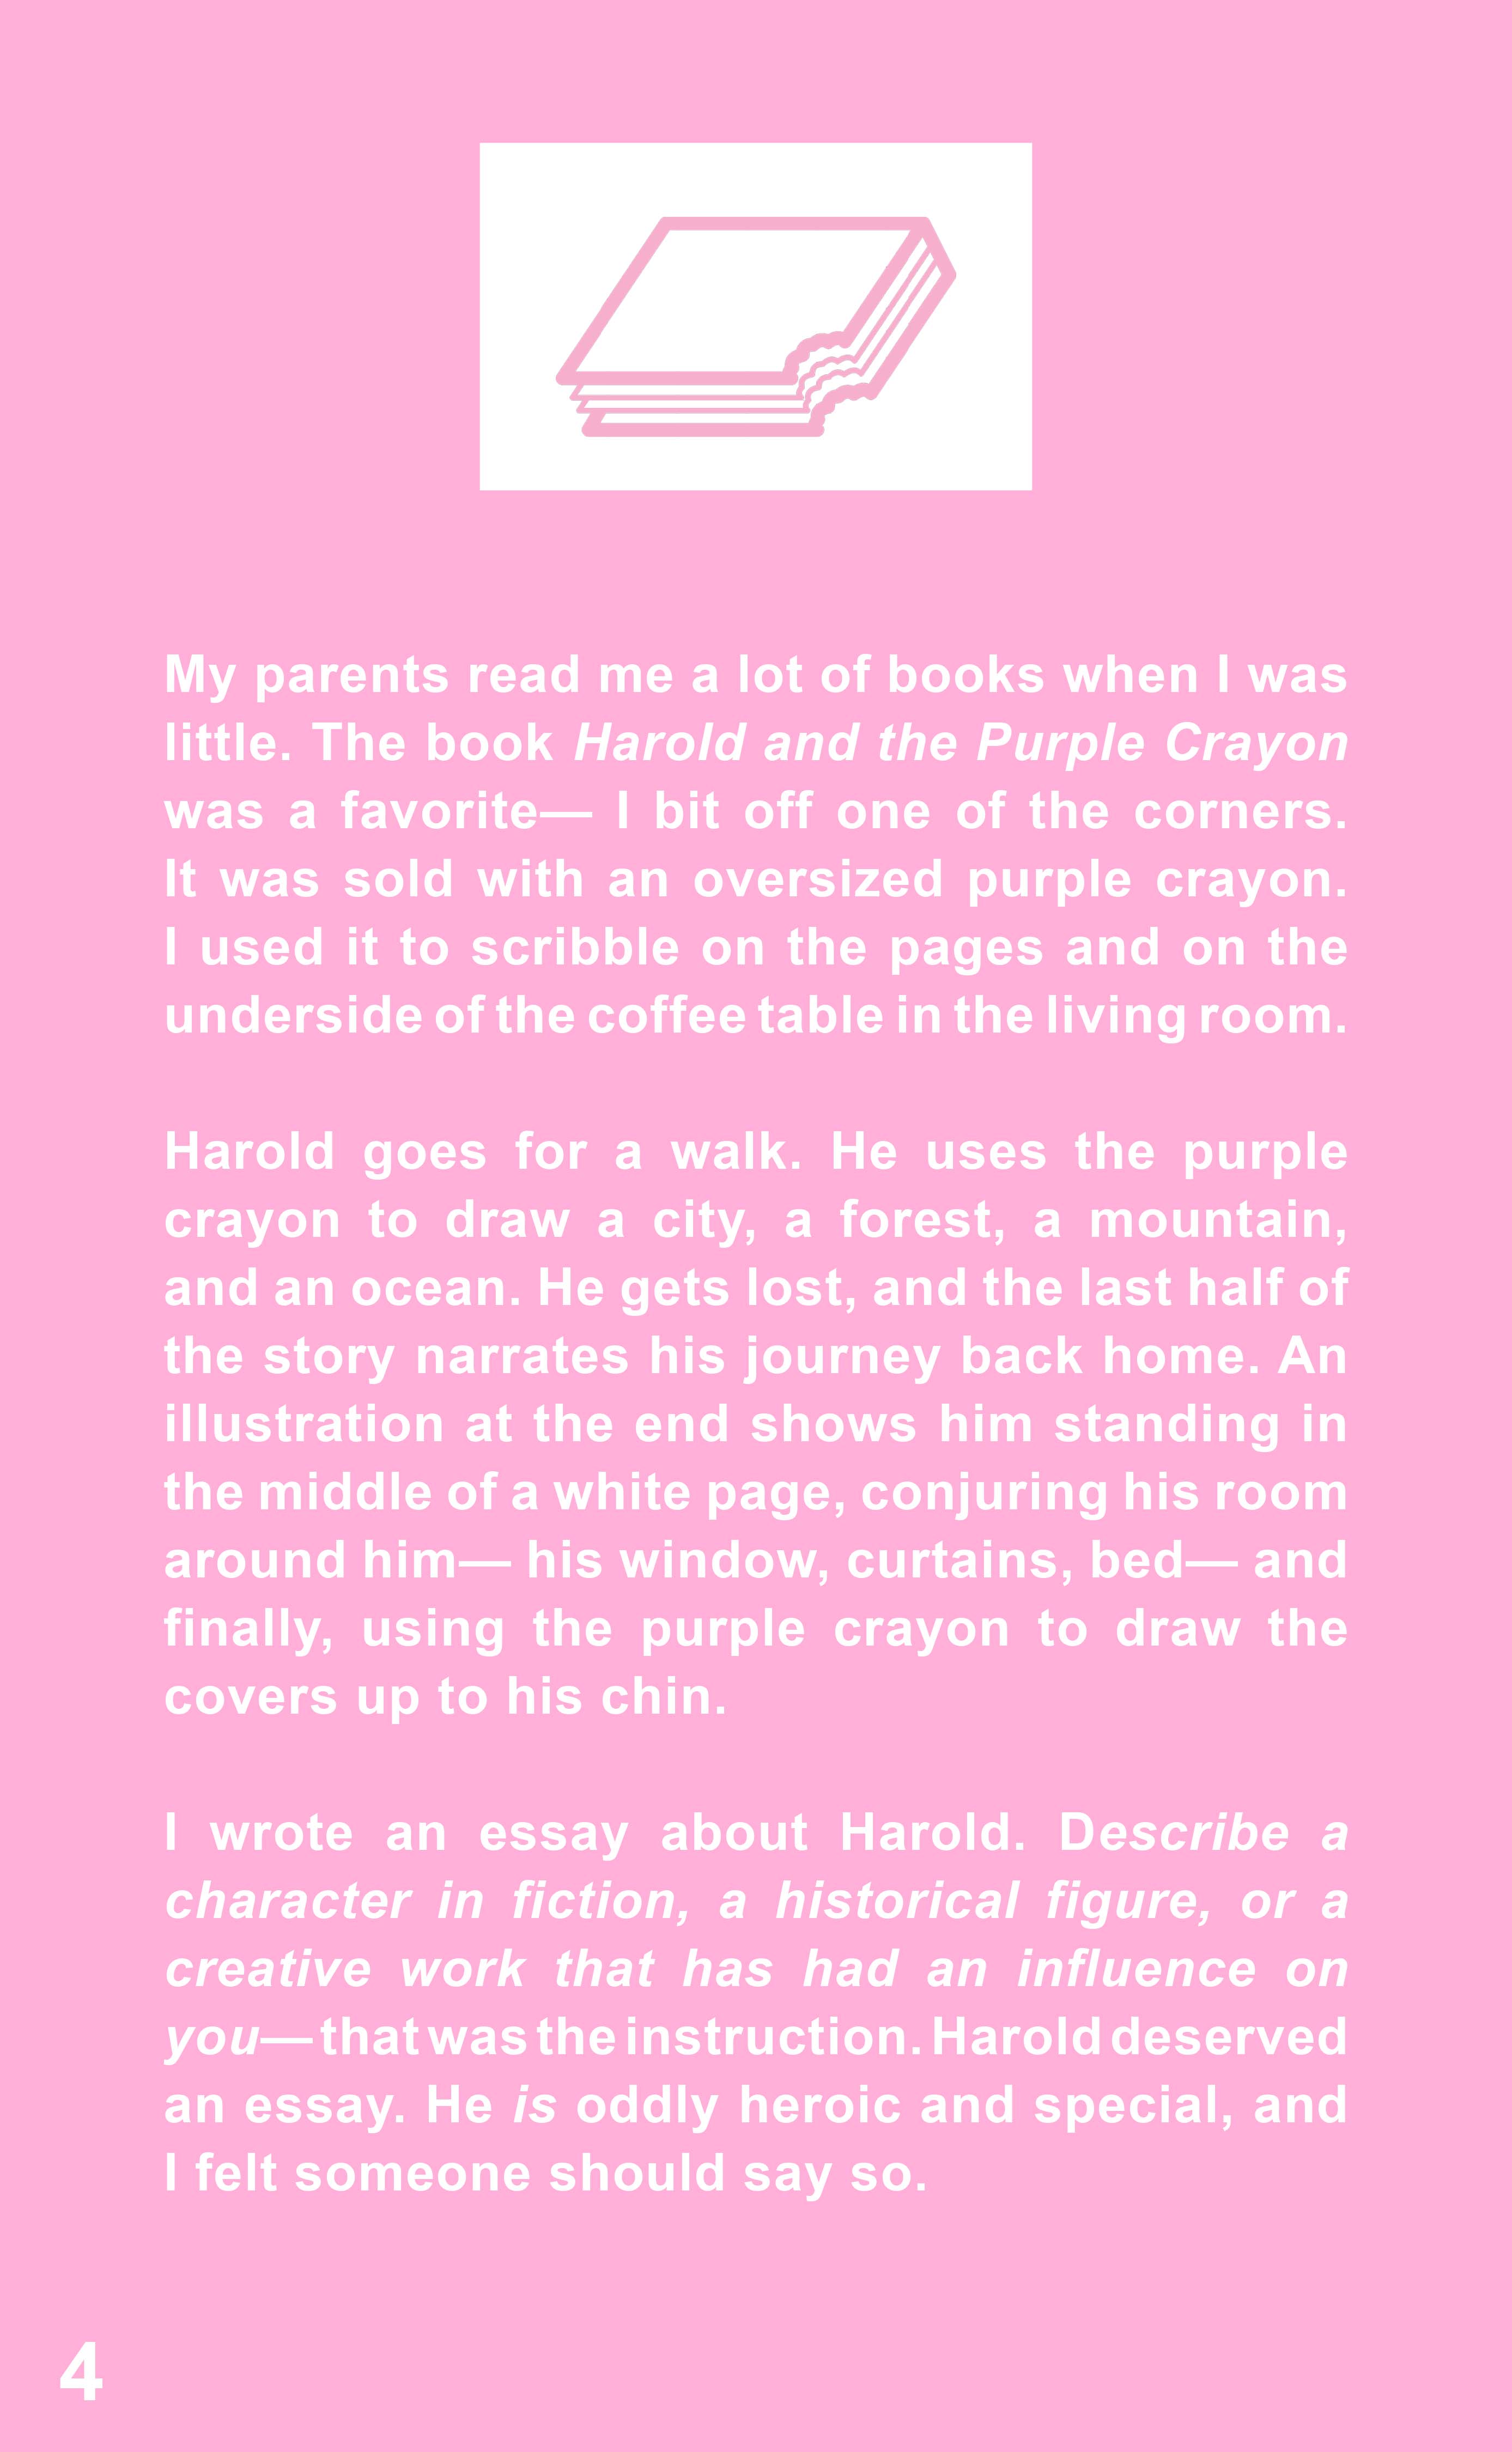 My parents read me a lot of books when I was
little. The book Harold and the Purple Crayon
was a favorite— I bit off one of the corners.
It was sold with an oversized purple crayon.
I used it to scribble on the pages and on the
underside of the coffee table in the living room.
Harold goes for a walk. He uses the purple
crayon to draw a city, a forest, a mountain,
and an ocean. He gets lost, and the last half of
the story narrates his journey back home. An
illustration at the end shows him standing in
the middle of a white page, conjuring his room
around him— his window, curtains, bed— and
finally, using the purple crayon to draw the
covers up to his chin.
I wrote an essay about Harold. Describe a
character in fiction, a historical figure, or a
creative work that has had an influence on
you— that was the instruction. Harold deserved
an essay. He is oddly heroic and special, and
I felt someone should say so.
4